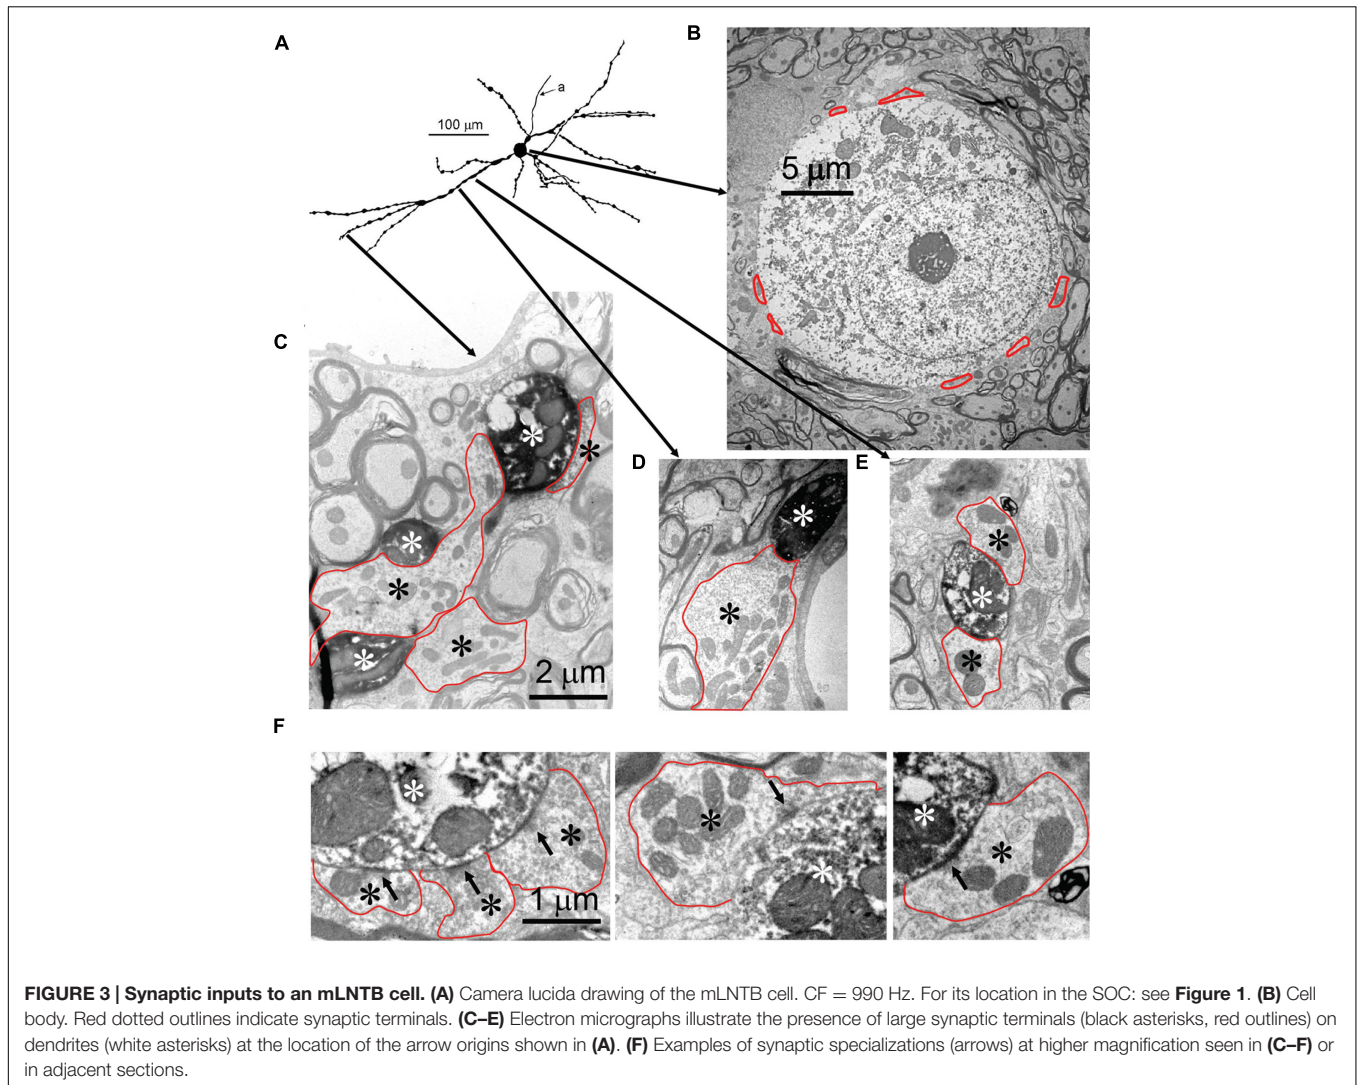 A
B
a
100 µm
5 µm
C
D
E
2 µm
F
1 µm
FIGURE 3 | Synaptic inputs to an mLNTB cell. (A) Camera lucida drawing of the mLNTB cell. CF = 990 Hz. For its location in the SOC: see Figure 1. (B) Cell
body. Red dotted outlines indicate synaptic terminals. (C–E) Electron micrographs illustrate the presence of large synaptic terminals (black asterisks, red outlines) on
dendrites (white asterisks) at the location of the arrow origins shown in (A). (F) Examples of synaptic specializations (arrows) at higher magnification seen in (C–F) or
in adjacent sections.